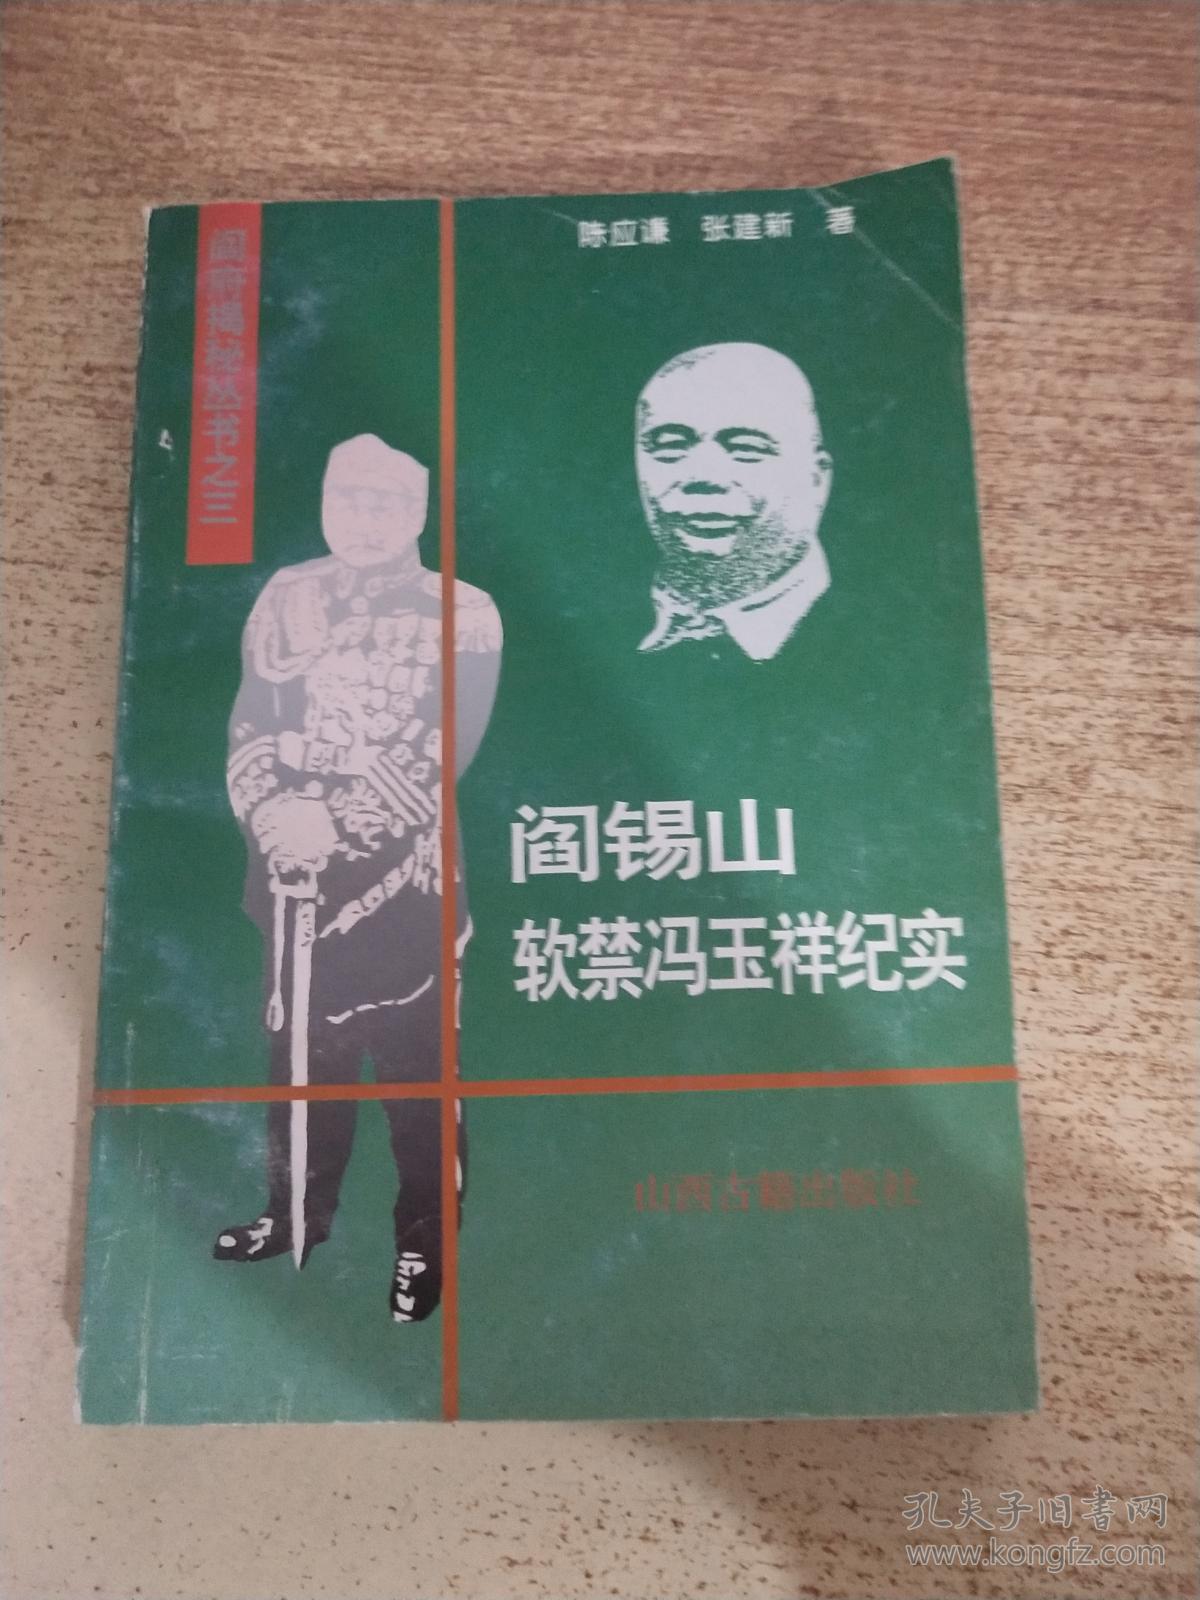 陈应谦 张建新 著
阎府揭秘丛书之三
阎锡山
软禁冯玉祥纪实
山西古籍出版社
孔夫子旧书网
www.kongfz.com